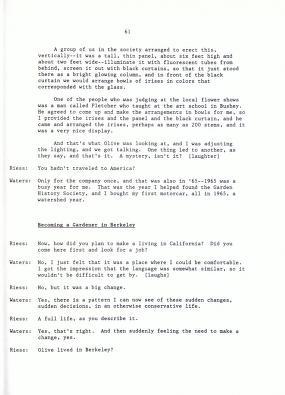 61
A group of us in the society arranged to erect this,
vertically--it was a tall, thin panel, about six feet high and
about two feet wide--illuminate it with fluorescent tubes from
behind, screen it out with black curtains, so that it just stood
there as a bright glowing column, and in front of the black
curtain we would arrange bowls of irises in colors that
corresponded with the glass.
One of the people who was judging at the local flower shows
was a man called Fletcher who taught at the art school in Bushey.
He agreed to come up and make the arrangements in bowls for me, so
I provided the irises and the panel and the black curtain, and he
came and arranged the irises, perhaps as many as 200 stems, and it
was a very nice display.
And that's what Olive was looking at, and I was adjusting
the lighting, and we got talking. One thing led to another, as
they say, and that's it. A mystery, isn't it? [laughter]
Riess: You hadn't traveled to America?
Waters: Only for the company once, and that was also in '65--1965 was a
busy year for me. That was the year I helped found the Garden
History Society, and I bought my first motorcar, all in 1965, a
watershed year.
Becoming a Gardener in Berkeley
Riess: Now, how did you plan to make a living in California? Did you
come here first and look for a job?
Waters: No, I just felt that it was a place where I could be comfortable.
I got the impression that the language was somewhat similar, so it
wouldn't be difficult to get by. [laughs]
Riess: No, but it was a big change.
Waters: Yes, there is a pattern I can now see of these sudden changes,
sudden decisions, in an otherwise conservative life.
Riess: A full life, as you describe it.
Waters: Yes, that's right. And then suddenly feeling the need to make a
change, yes.
Riess: Olive lived in Berkeley?